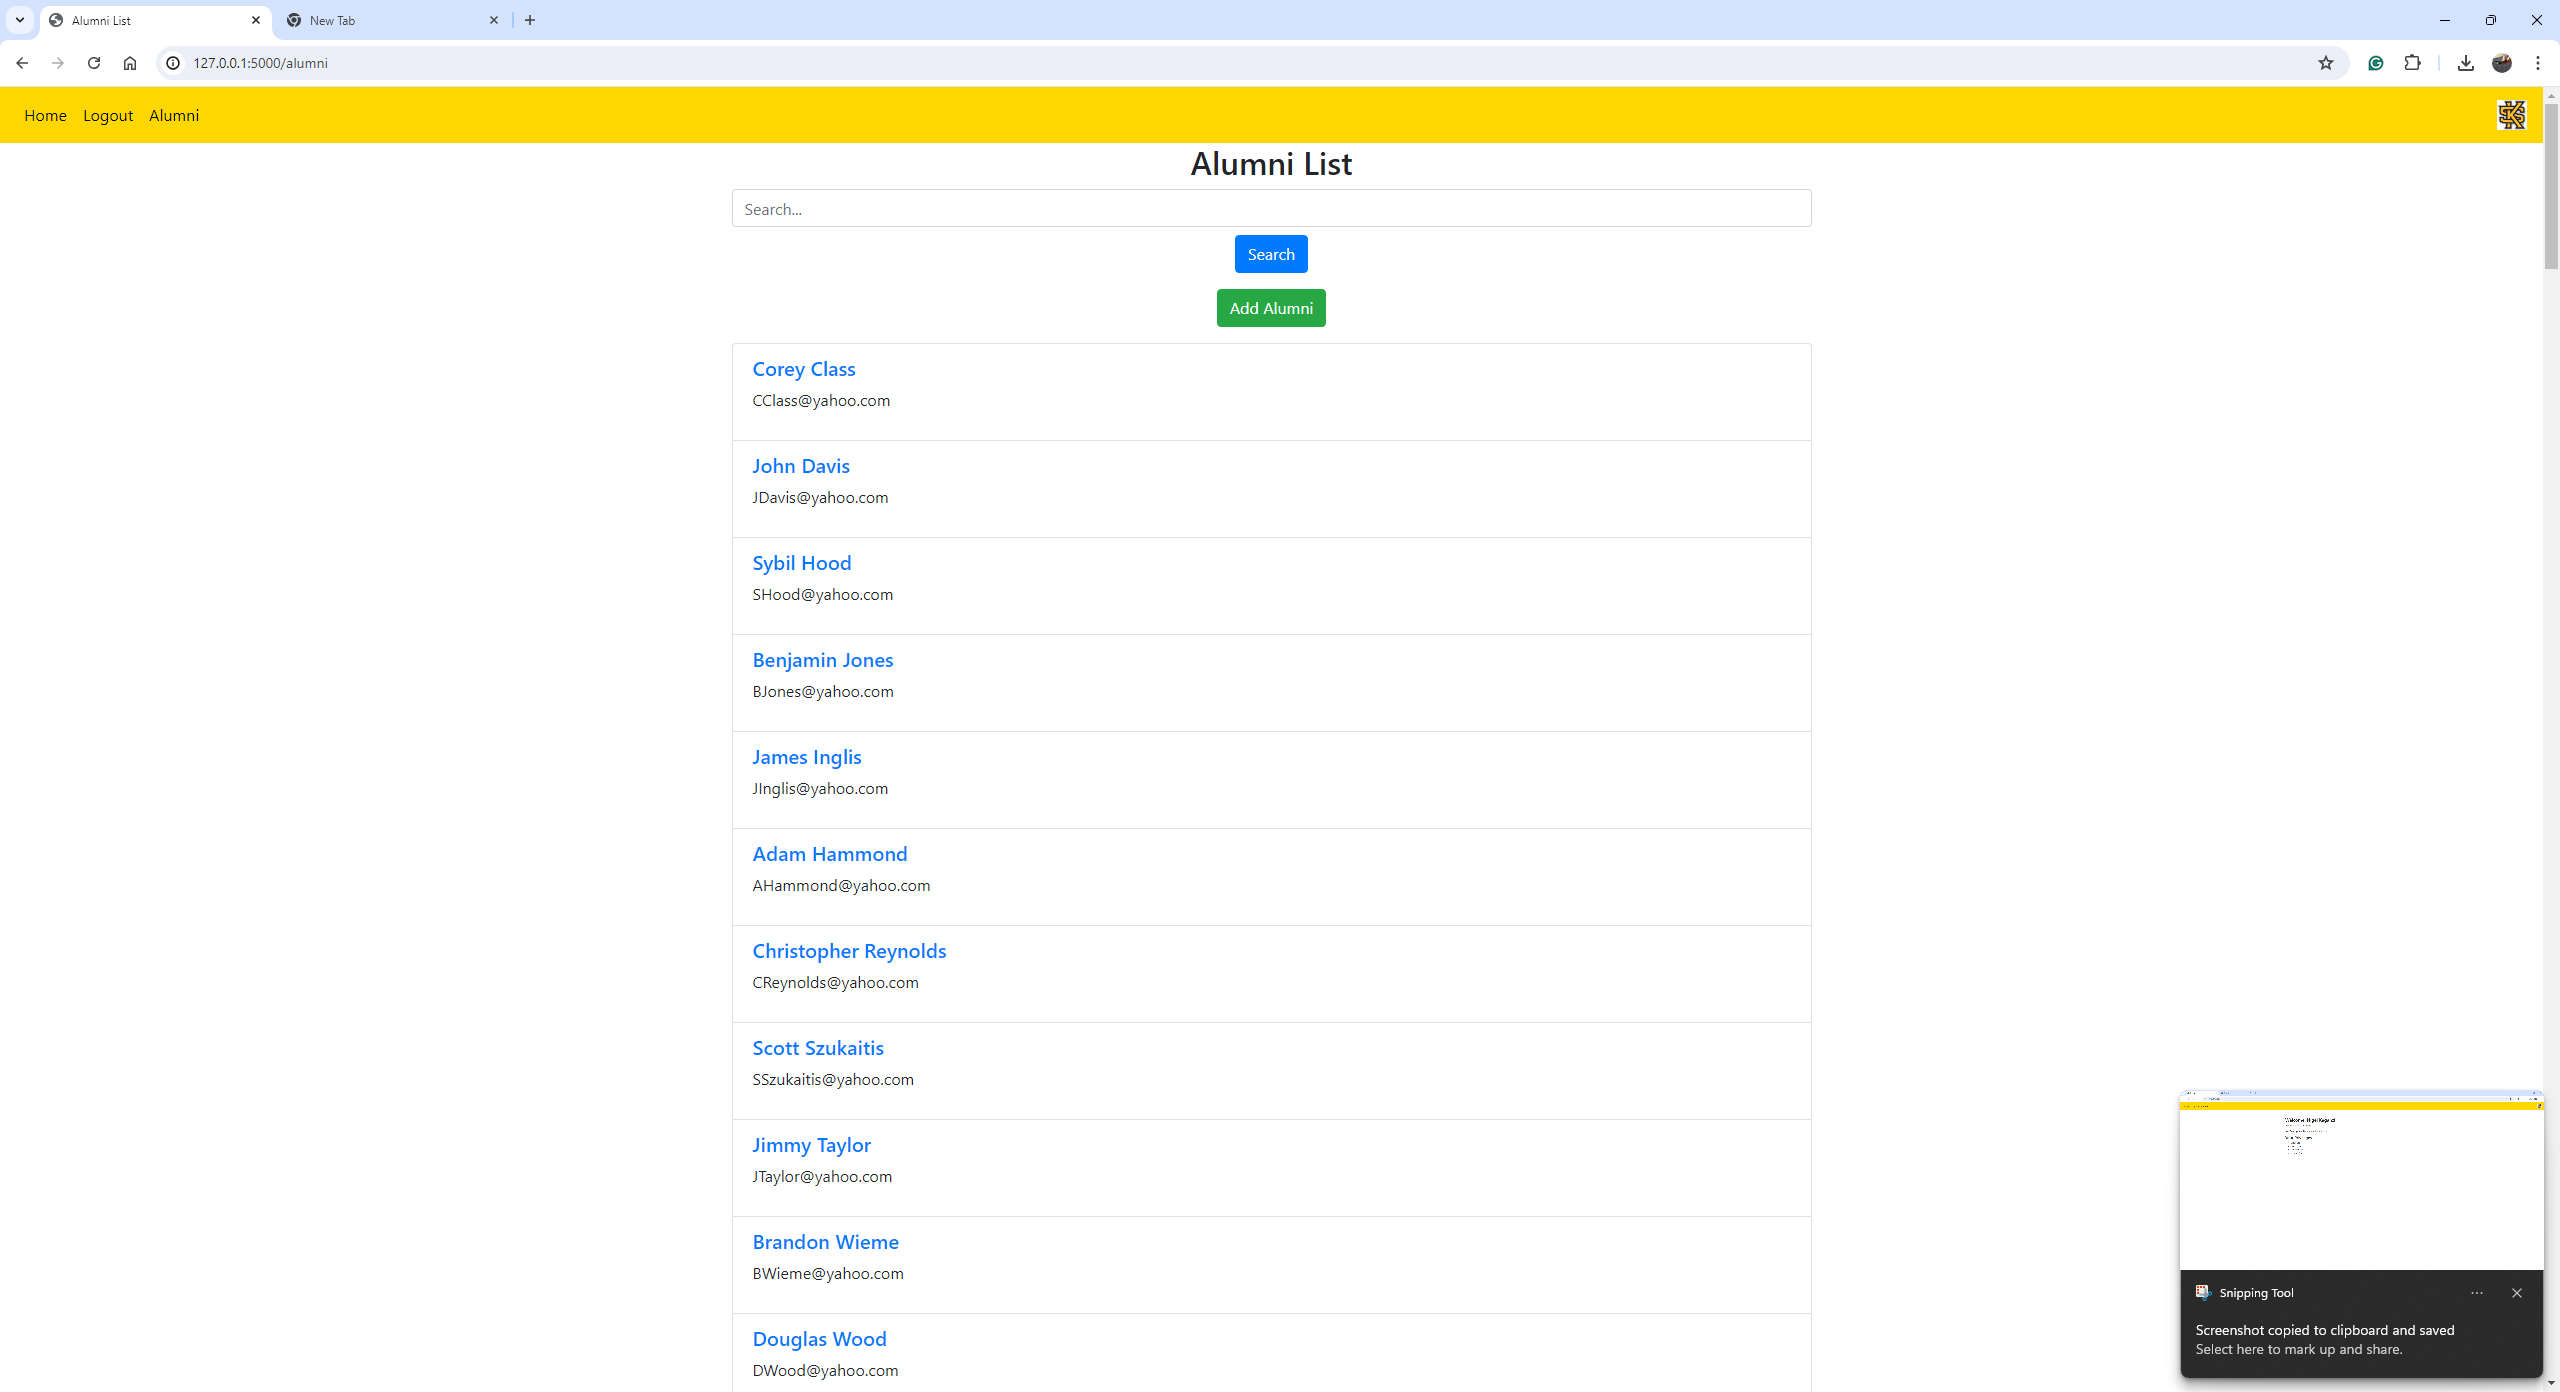 Alumni List
New Tab
127.0.0.1:5000/alumni
Home Logout Alumni
KS
Alumni List
Search...
Search
Add Alumni
Corey Class
CClass@yahoo.com
John Davis
JDavis@yahoo.com
Sybil Hood
SHood@yahoo.com
Benjamin Jones
BJones@yahoo.com
James Inglis
JInglis@yahoo.com
Adam Hammond
AHammond@yahoo.com
Christopher Reynolds
CReynolds@yahoo.com
Scott Szukaitis
SSzukaitis@yahoo.com
Jimmy Taylor
JTaylor@yahoo.com
Brandon Wieme
BWieme@yahoo.com
Douglas Wood
DWood@yahoo.com
Snipping Tool
Screenshot copied to clipboard and saved
Select here to mark up and share.